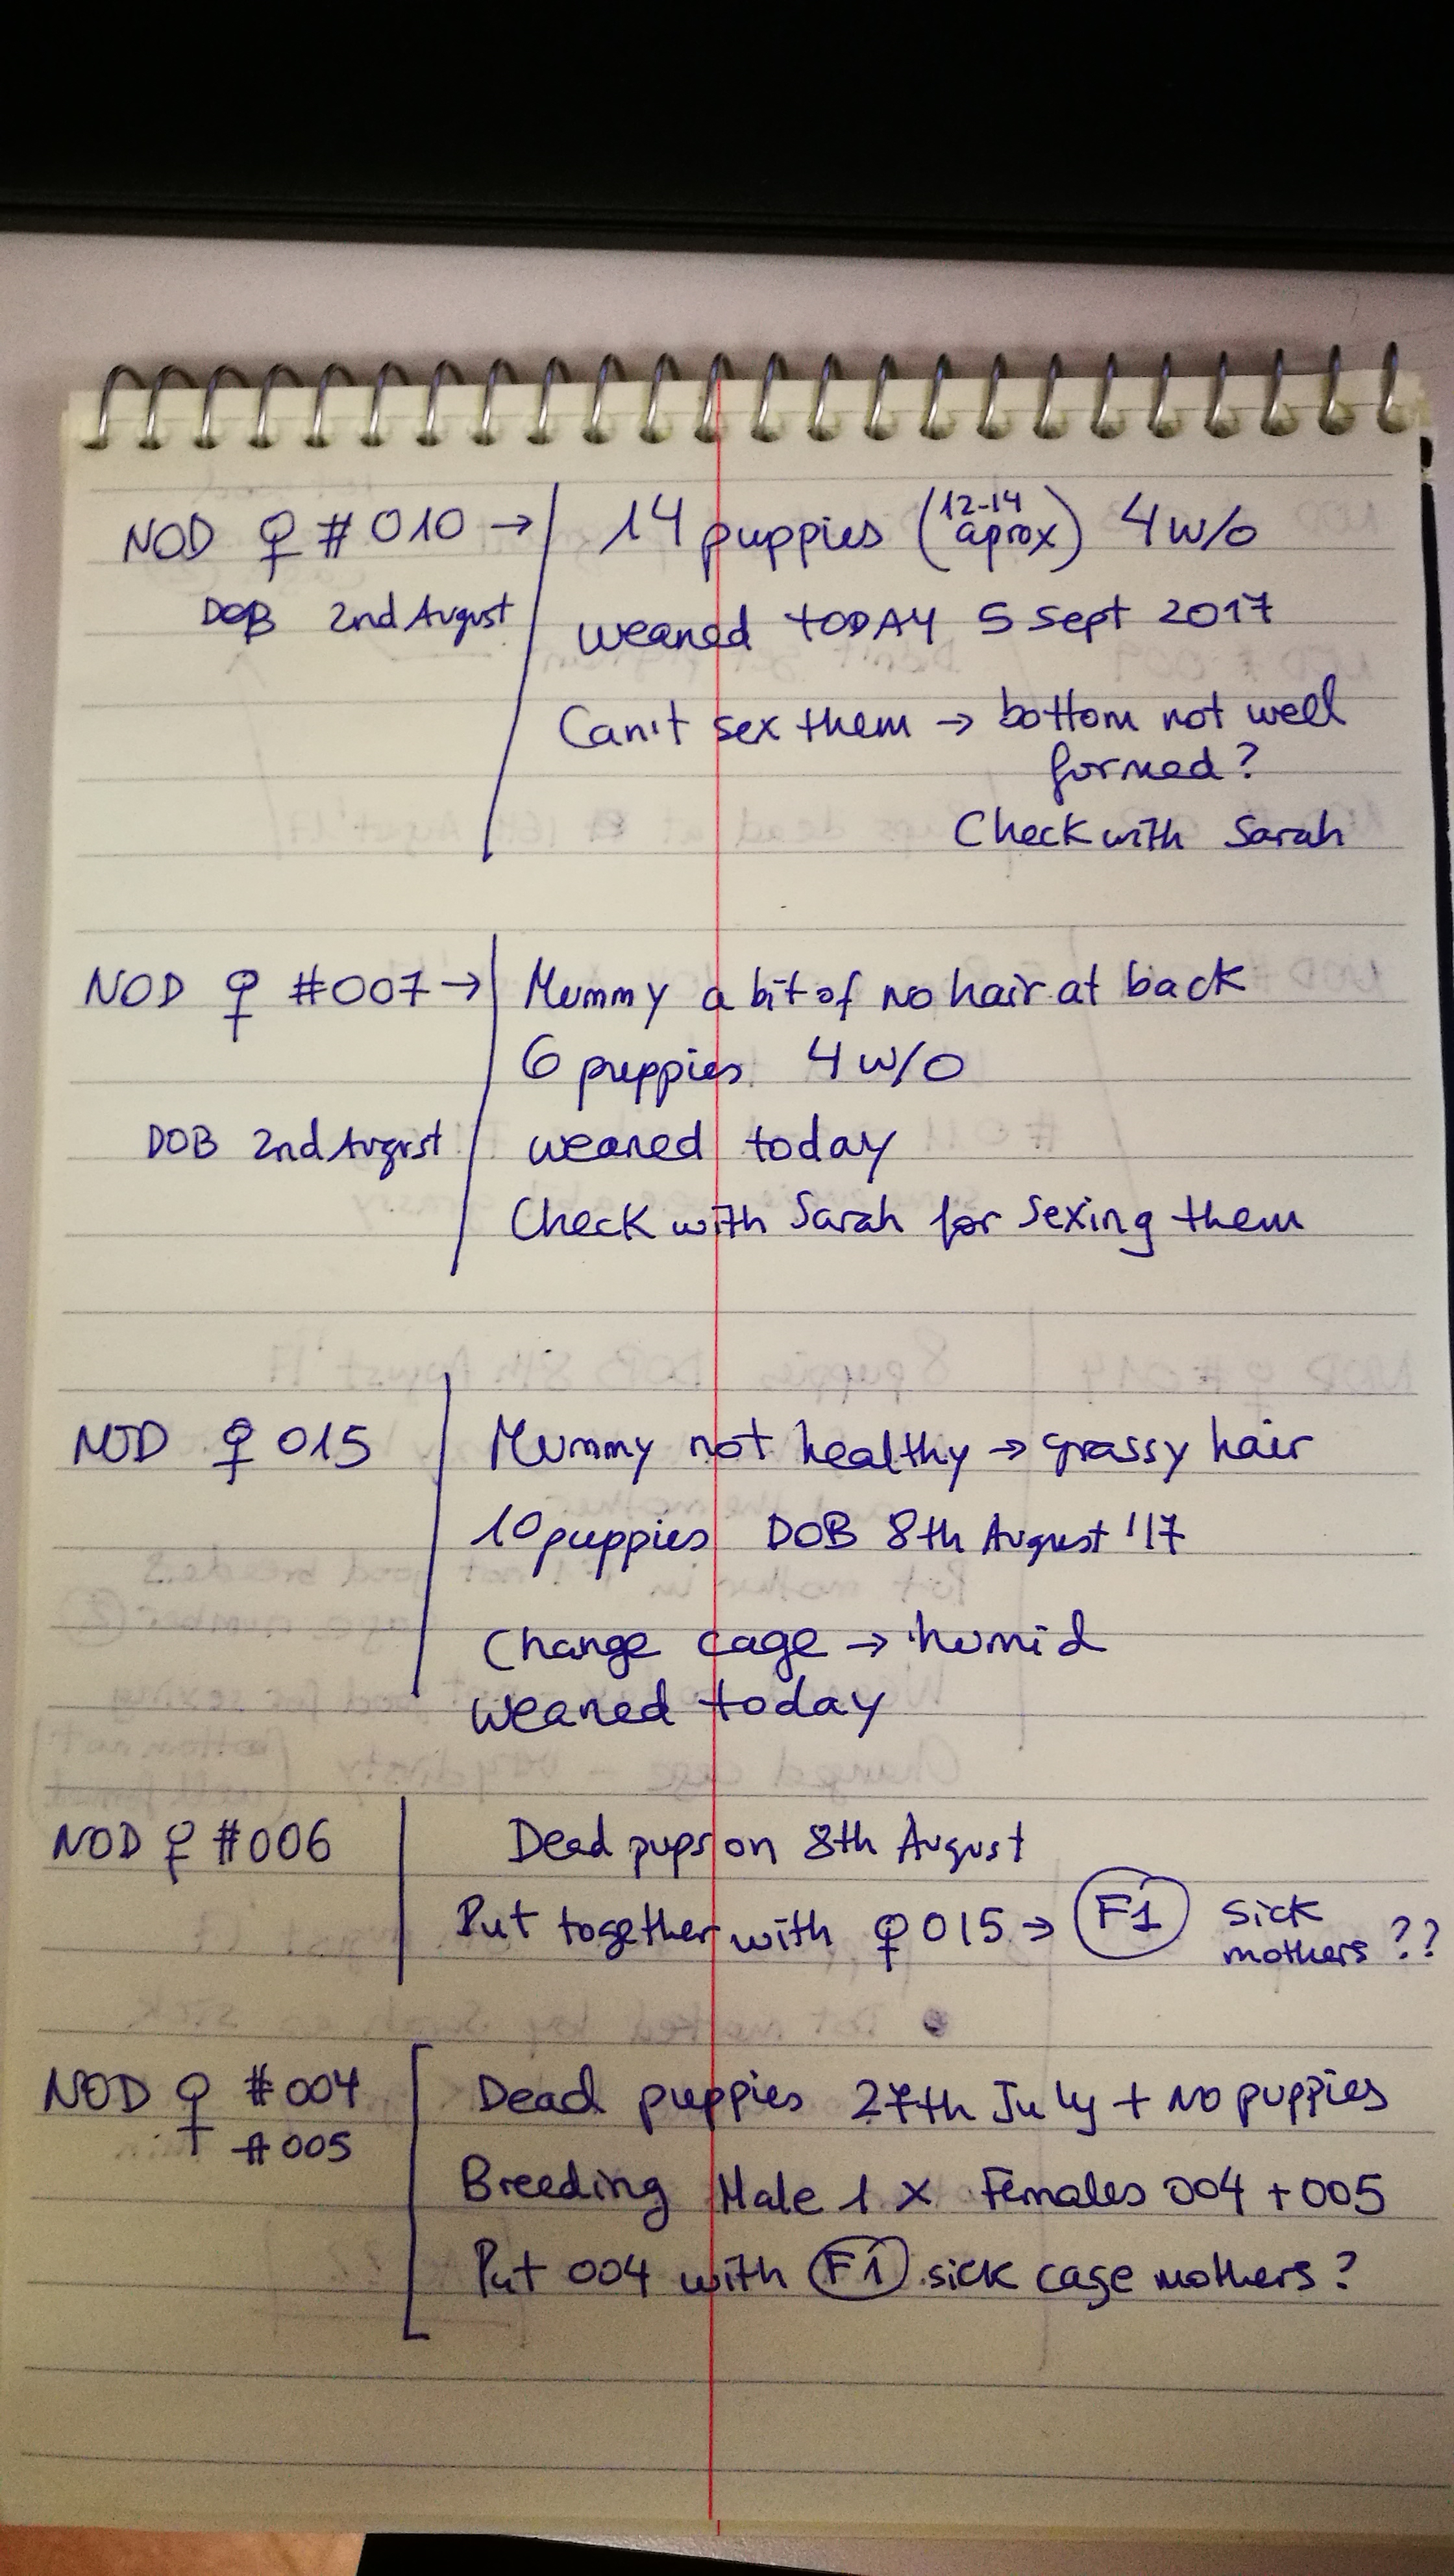 NOD ♀ #010 → 14 puppies (12-14 aprox) 4 w/o
DOB 2nd August weaned TODAY 5 Sept 2017
Can't sex them → bottom not well
formed?
Check with Sarah
NOD ♀ #007 → Mummy a bit of no hair at back
6 puppies 4 w/o
DOB 2nd August weaned today
Check with Sarah for sexing them
NOD ♀ 015 Mummy not healthy → grassy hair
10 puppies DOB 8th August '17
Change cage → humid
weaned today
NOD ♀ #006 Dead pups on 8th August
Put together with ♀ 015 → F1 sick
mothers ??
NOD ♀ #004 Dead puppies 27th July + No puppies
#005
Breeding Male 1 x Females 004 + 005
Put 004 with F1 sick cage mothers?